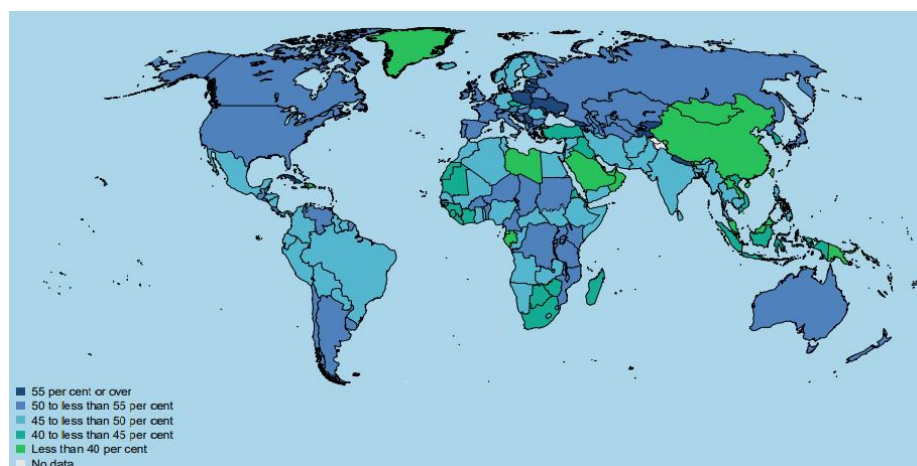 55 per cent or over
50 to less than 55 per cent
45 to less than 50 per cent
40 to less than 45 per cent
Less than 40 per cent
No data